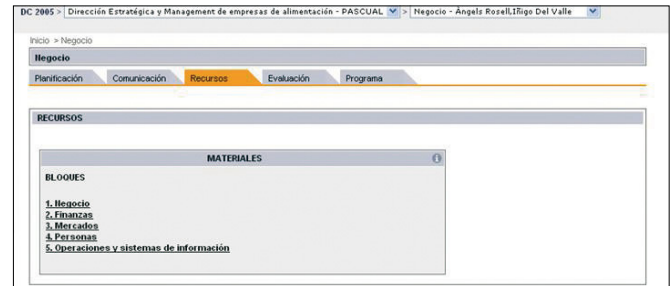 DC 2005 > Dirección Estratégica y Management de empresas de alimentación - PASCUAL > Negocio - Àngels Rosell,Iñigo Del Valle
Inicio > Negocio
Negocio
Planificación Comunicación Recursos Evaluación Programa
RECURSOS
MATERIALES
BLOQUES
1. Negocio
2. Finanzas
3. Mercados
4. Personas
5. Operaciones y sistemas de información